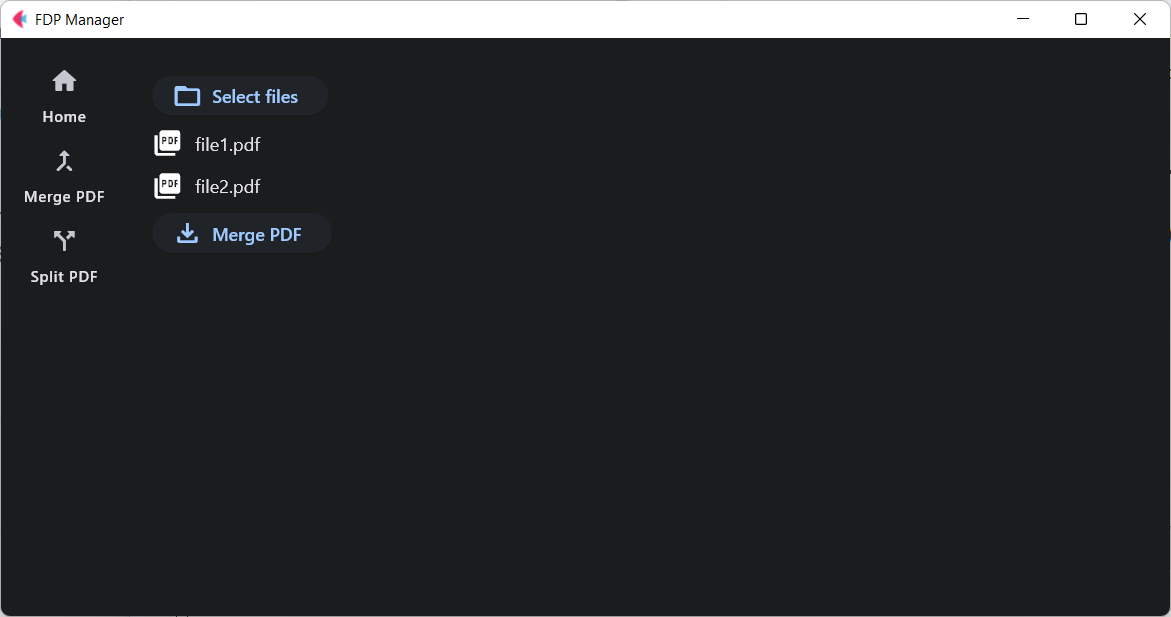 FDP Manager
Home
Merge PDF
Split PDF
Select files
PDF file1.pdf
PDF file2.pdf
Merge PDF